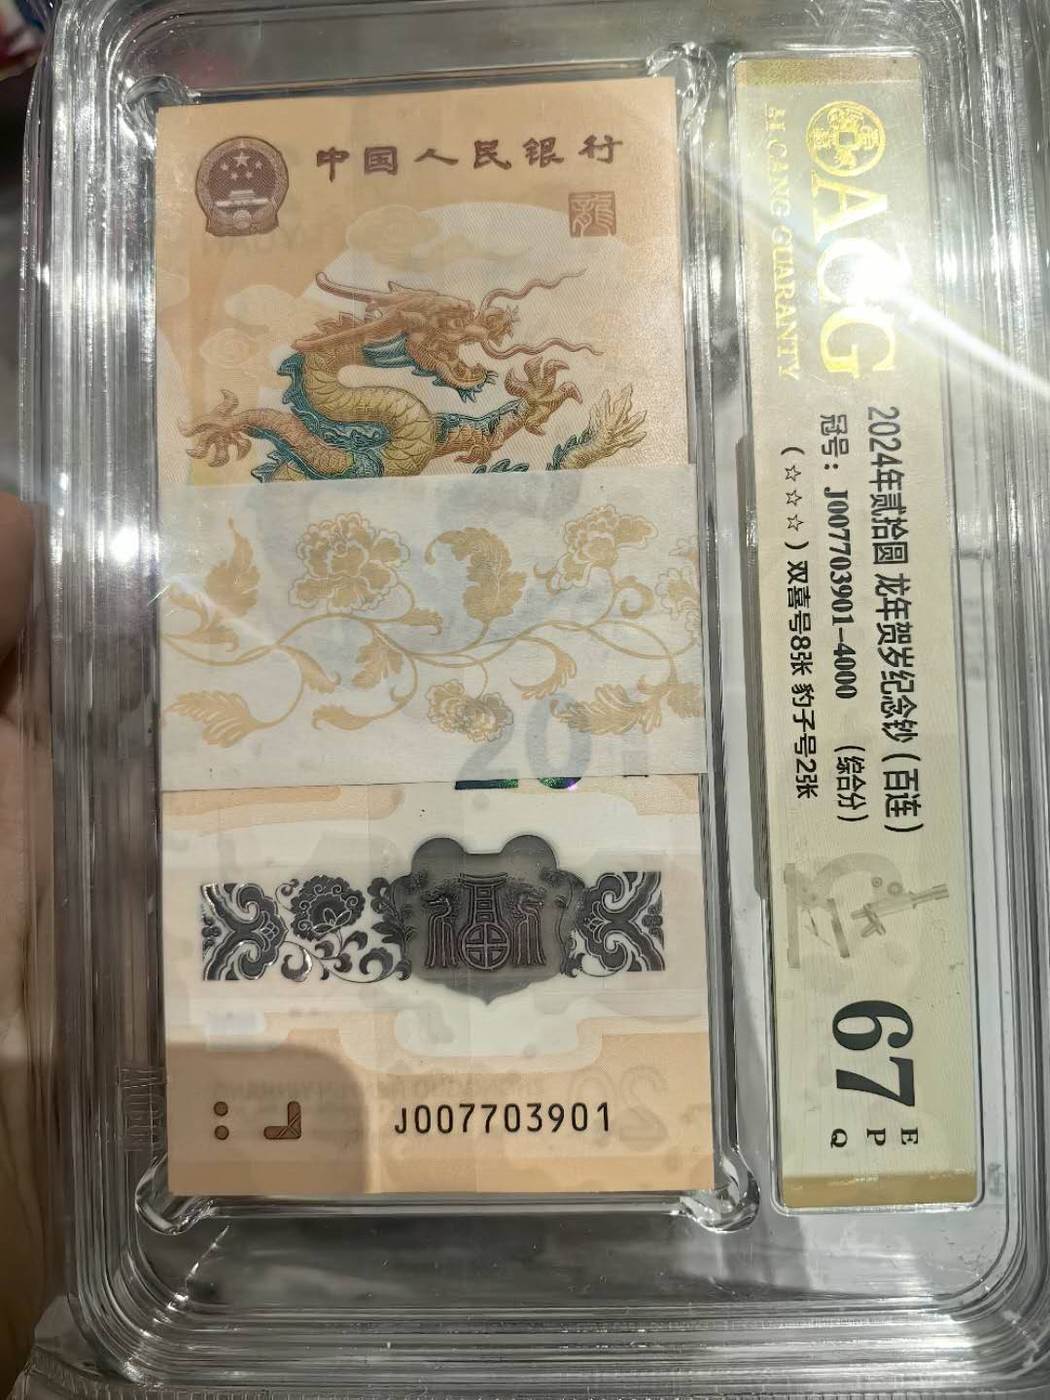 中国人民银行
龍
20
J007703901
ACG
AI CANG GUARANTY
2024年贰拾圆 龙年贺岁纪念钞（百连）
冠号：J007703901-4000 （综合分）
（☆☆☆）双喜号8张 豹子号2张
67
E
P
Q